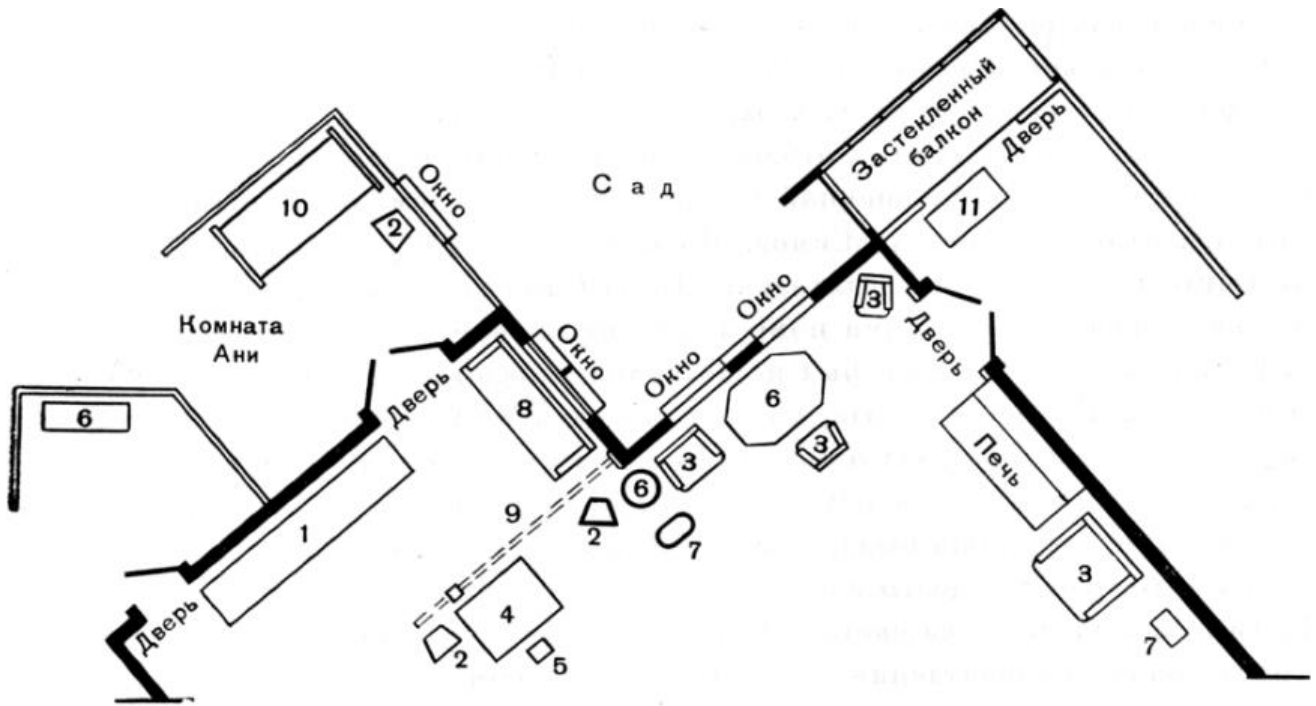 Застекленный
балкон
Дверь
Окно
Сад
10
2
11
Окно
3
Дверь
Комната
Ани
Окно
Окно
6
8
6
Дверь
3
3
Печь
6
1
9
2
7
3
4
Дверь
2
5
7